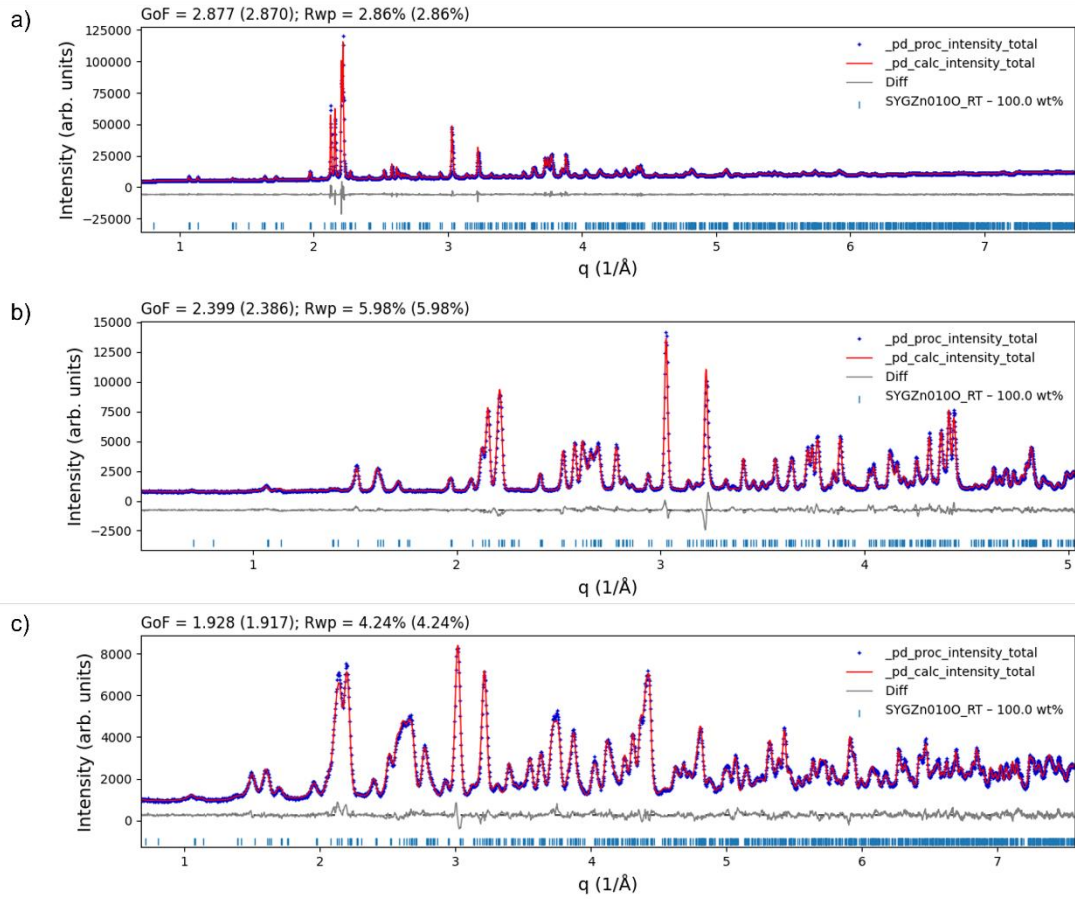 a)
GoF = 2.877 (2.870); Rwp = 2.86% (2.86%)
125000
100000
75000
50000
25000
0
−25000
Intensity (arb. units)
_pd_proc_intensity_total
_pd_calc_intensity_total
Diff
SYGZn010O_RT – 100.0 wt%
1 2 3 4 5 6 7
q (1/Å)
b)
GoF = 2.399 (2.386); Rwp = 5.98% (5.98%)
15000
12500
10000
7500
5000
2500
0
−2500
Intensity (arb. units)
_pd_proc_intensity_total
_pd_calc_intensity_total
Diff
SYGZn010O_RT – 100.0 wt%
1 2 3 4 5
q (1/Å)
c)
GoF = 1.928 (1.917); Rwp = 4.24% (4.24%)
8000
6000
4000
2000
0
Intensity (arb. units)
_pd_proc_intensity_total
_pd_calc_intensity_total
Diff
SYGZn010O_RT – 100.0 wt%
1 2 3 4 5 6 7
q (1/Å)